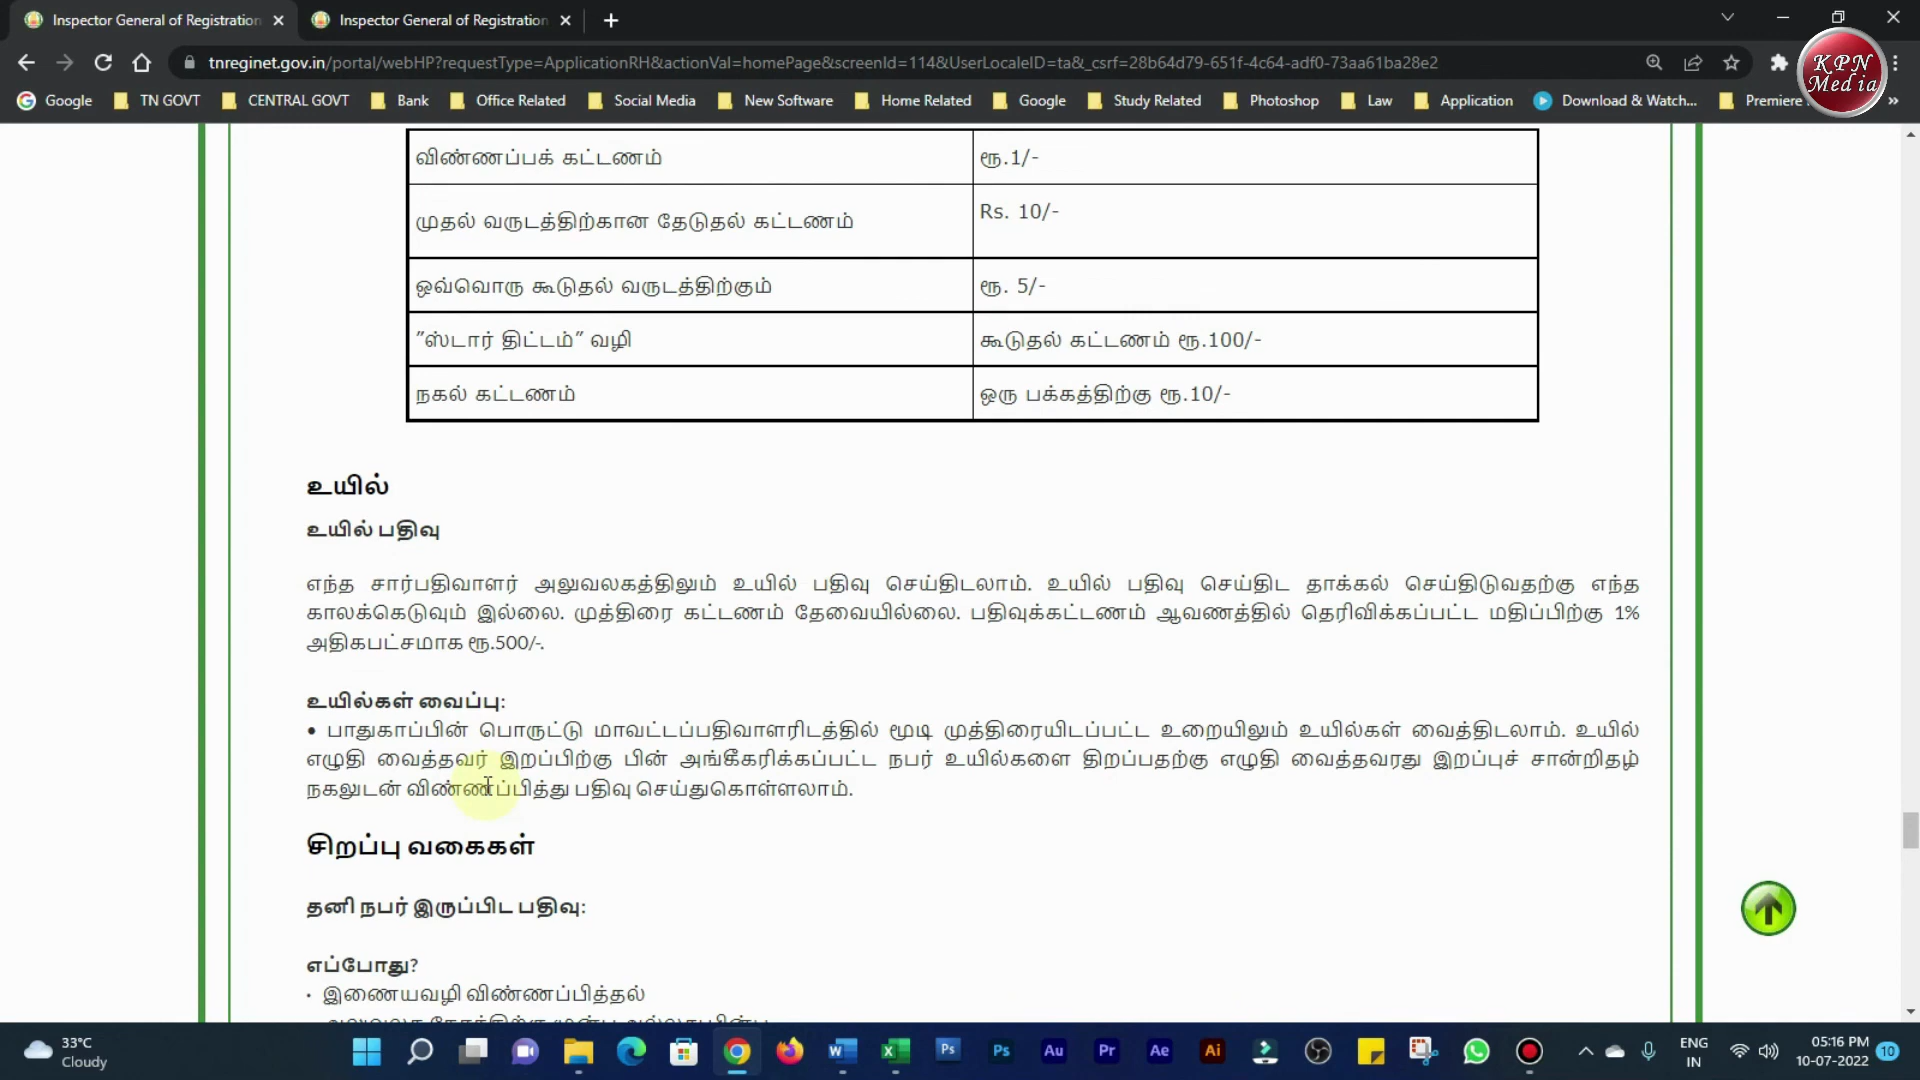 Inspector General of Registration
Inspector General of Registration
tnreginet.gov.in/portal/webHP?requestType=ApplicationRH&actionVal=homePage&screenId=114&UserLocaleID=ta&_csrf=28b64d79-651f-4c64-adf0-73aa61ba28e2
KPN
Media
Google TN GOVT CENTRAL GOVT Bank Office Related Social Media New Software Home Related Google Study Related Photoshop Law Application Download & Watch... Premiere
விண்ணப்பக் கட்டணம் ரூ.1/-
முதல் வருடத்திற்கான தேடுதல் கட்டணம் Rs. 10/-
ஒவ்வொரு கூடுதல் வருடத்திற்கும் ரூ. 5/-
”ஸ்டார் திட்டம்” வழி கூடுதல் கட்டணம் ரூ.100/-
நகல் கட்டணம் ஒரு பக்கத்திற்கு ரூ.10/-
உயில்
உயில் பதிவு
எந்த சார்பதிவாளர் அலுவலகத்திலும் உயில் பதிவு செய்திடலாம். உயில் பதிவு செய்திட தாக்கல் செய்திடுவதற்கு எந்த
காலக்கெடுவும் இல்லை. முத்திரை கட்டணம் தேவையில்லை. பதிவுக்கட்டணம் ஆவணத்தில் தெரிவிக்கப்பட்ட மதிப்பிற்கு 1%
அதிகபட்சமாக ரூ.500/-.
உயில்கள் வைப்பு:
• பாதுகாப்பின் பொருட்டு மாவட்டப்பதிவாளரிடத்தில் மூடி முத்திரையிடப்பட்ட உறையிலும் உயில்கள் வைத்திடலாம். உயில்
எழுதி வைத்தவர் இறப்பிற்கு பின் அங்கீகரிக்கப்பட்ட நபர் உயில்களை திறப்பதற்கு எழுதி வைத்தவரது இறப்புச் சான்றிதழ்
நகலுடன் விண்ணப்பித்து பதிவு செய்துகொள்ளலாம்.
சிறப்பு வகைகள்
தனி நபர் இருப்பிட பதிவு:
எப்போது?
· இணையவழி விண்ணப்பித்தல்
33°C
Cloudy
Ps Ps Au Pr Ae Ai
ENG
IN
05:16 PM
10-07-2022
10